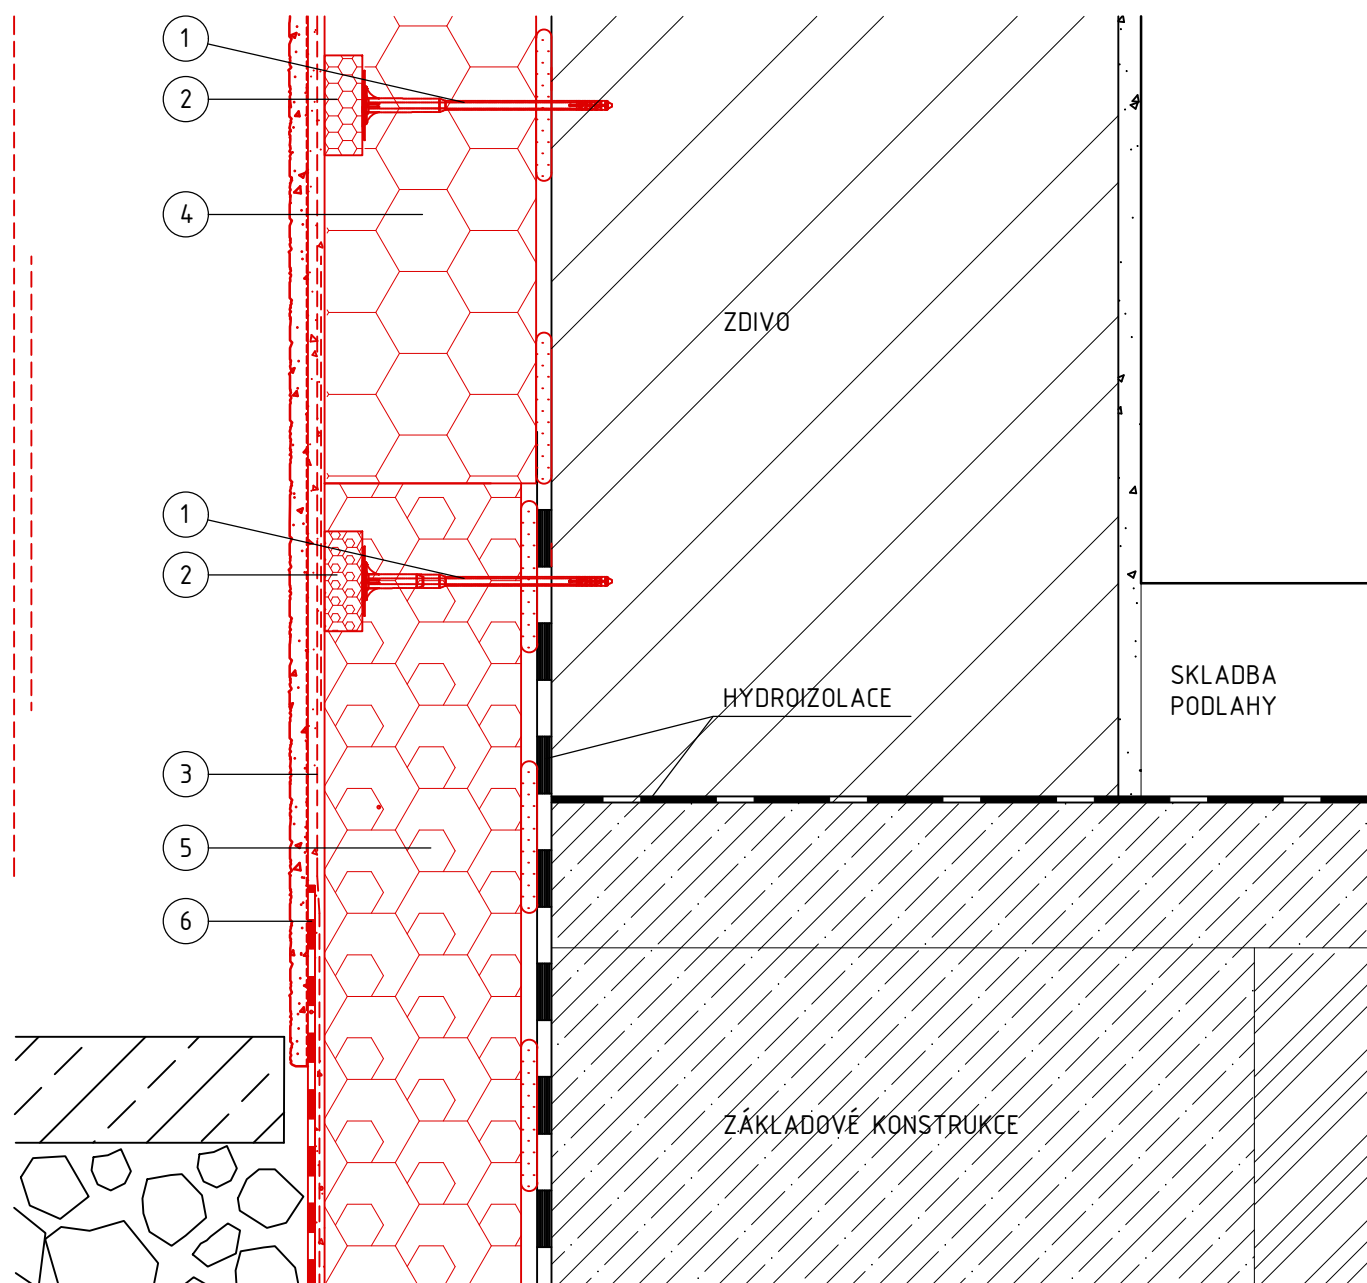 1
2
4
ZDIVO
1
2
SKLADBA
PODLAHY
HYDROIZOLACE
3
5
6
ZÁKLADOVÉ KONSTRUKCE